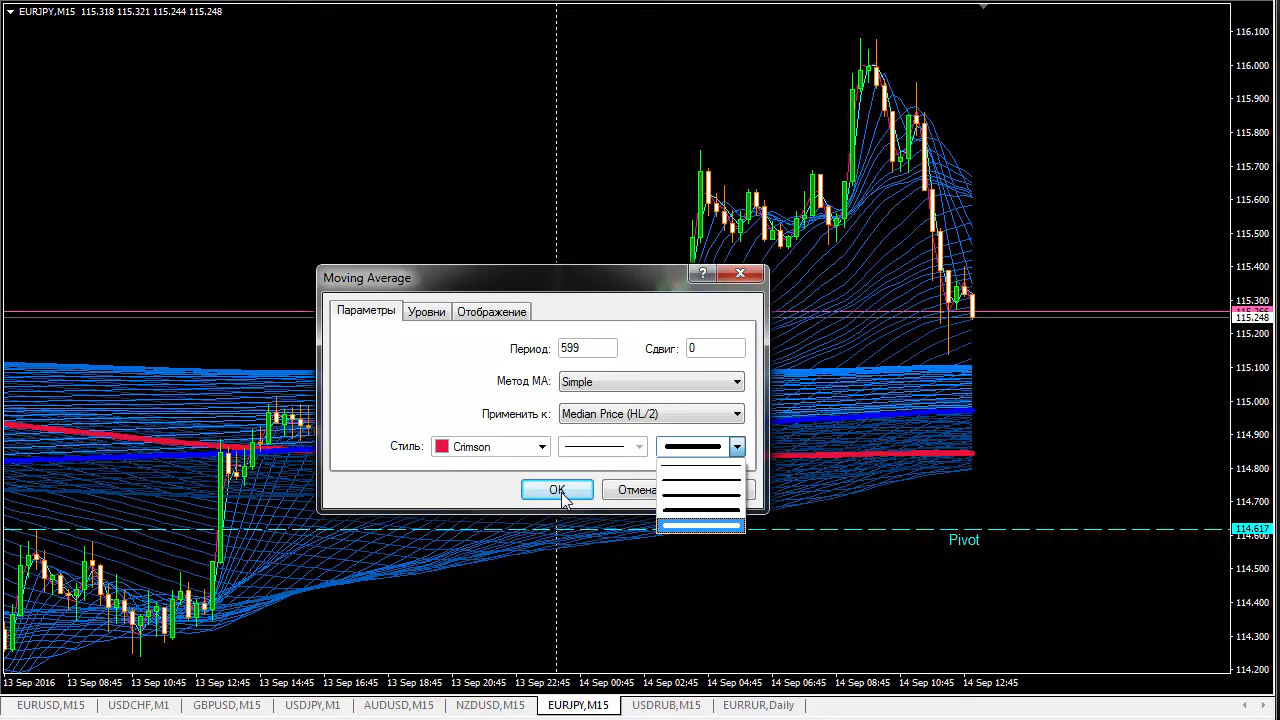 EURJPY,M15 115.318 115.321 115.244 115.248
116.100
116.000
115.900
115.800
115.700
115.600
115.500
115.400
115.300
115.248
115.200
115.100
115.000
114.900
114.800
114.700
114.617
114.500
114.400
114.300
114.200
Moving Average
?
Параметры Уровни Отображение
Период: 599 Сдвиг: 0
Метод МА: Simple
Применить к: Median Price (HL/2)
Стиль: Crimson
OK Отмена
Pivot
13 Sep 2016 13 Sep 08:45 13 Sep 10:45 13 Sep 12:45 13 Sep 14:45 13 Sep 16:45 13 Sep 18:45 13 Sep 20:45 13 Sep 22:45 14 Sep 00:45 14 Sep 02:45 14 Sep 04:45 14 Sep 06:45 14 Sep 08:45 14 Sep 10:45 14 Sep 12:45
EURUSD,M15 USDCHF,M1 GBPUSD,M15 USDJPY,M1 AUDUSD,M15 NZDUSD,M15 EURJPY,M15 USDRUB,M15 EURRUR,Daily